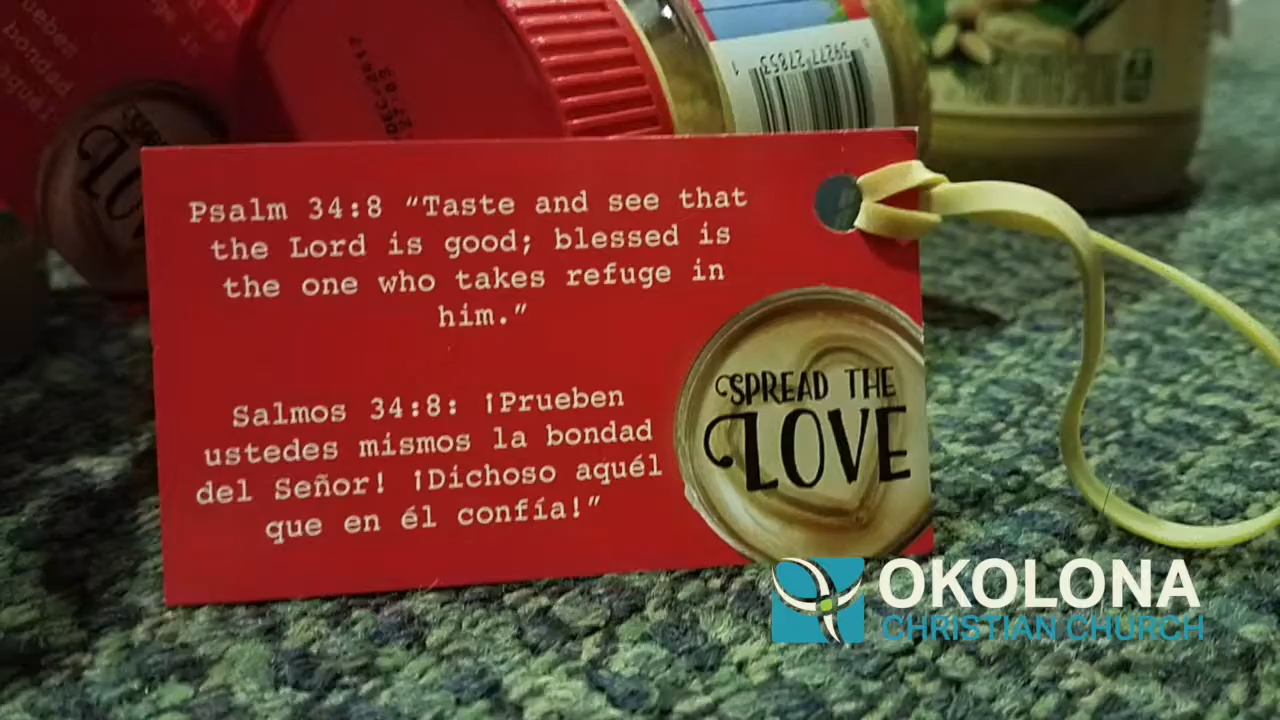 Psalm 34:8 “Taste and see that
the Lord is good; blessed is
the one who takes refuge in
him.”
Salmos 34:8: ¡Prueben
ustedes mismos la bondad
del Señor! ¡Dichoso aquél
que en él confía!”
SPREAD THE
LOVE
OKOLONA
CHRISTIAN CHURCH
39277 27853